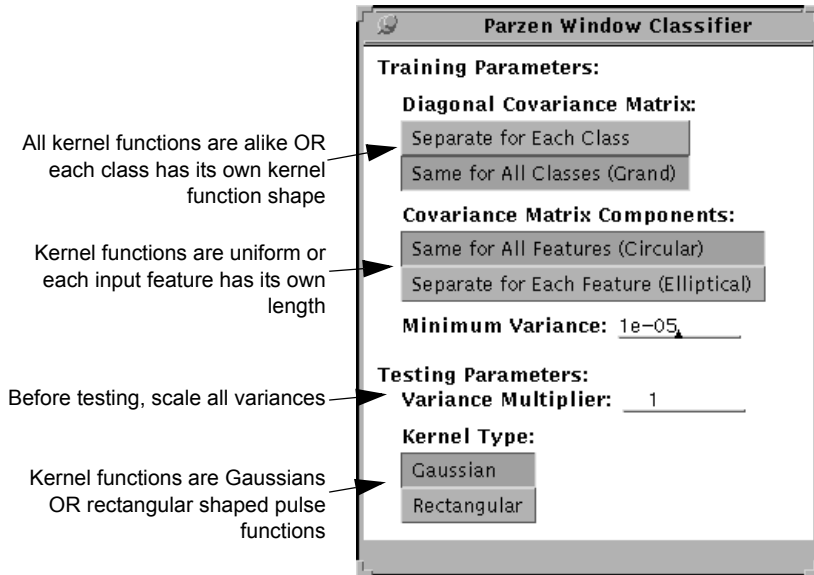 Parzen Window Classifier
Training Parameters:
Diagonal Covariance Matrix:
All kernel functions are alike OR
each class has its own kernel
function shape
Separate for Each Class
Same for All Classes (Grand)
Covariance Matrix Components:
Kernel functions are uniform or
each input feature has its own
length
Same for All Features (Circular)
Separate for Each Feature (Elliptical)
Minimum Variance: 1e-05
Testing Parameters:
Before testing, scale all variances
Variance Multiplier: 1
Kernel Type:
Kernel functions are Gaussians
OR rectangular shaped pulse
functions
Gaussian
Rectangular